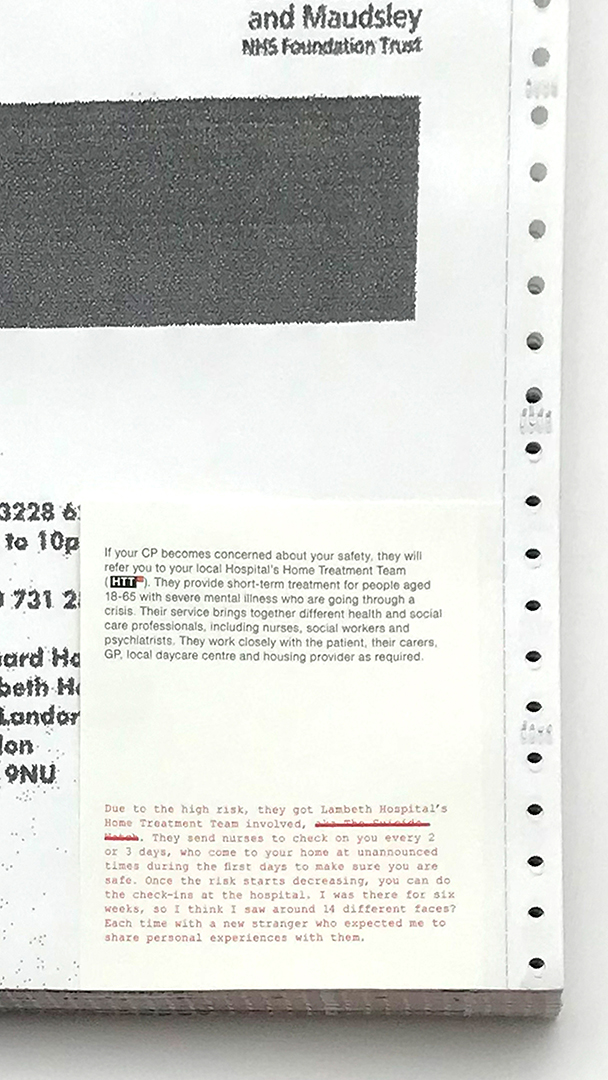 and Maudsley
NHS Foundation Trust
3228 6
to 10p
731 2
ard Ho
beth H
Landor
lon
9NU
If your CP becomes concerned about your safety, they will
refer you to your local Hospital's Home Treatment Team
(HTT). They provide short-term treatment for people aged
18-65 with severe mental illness who are going through a
crisis. Their service brings together different health and social
care professionals, including nurses, social workers and
psychiatrists. They work closely with the patient, their carers,
GP, local daycare centre and housing provider as required.
Due to the high risk, they got Lambeth Hospital's
Home Treatment Team involved, aka The Suicide
Watch. They send nurses to check on you every 2
or 3 days, who come to your home at unannounced
times during the first days to make sure you are
safe. Once the risk starts decreasing, you can do
the check-ins at the hospital. I was there for six
weeks, so I think I saw around 14 different faces?
Each time with a new stranger who expected me to
share personal experiences with them.